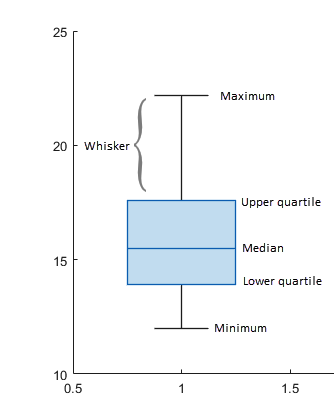 25
Maximum
20
Whisker
Upper quartile
Median
15
Lower quartile
Minimum
10
0.5
1
1.5